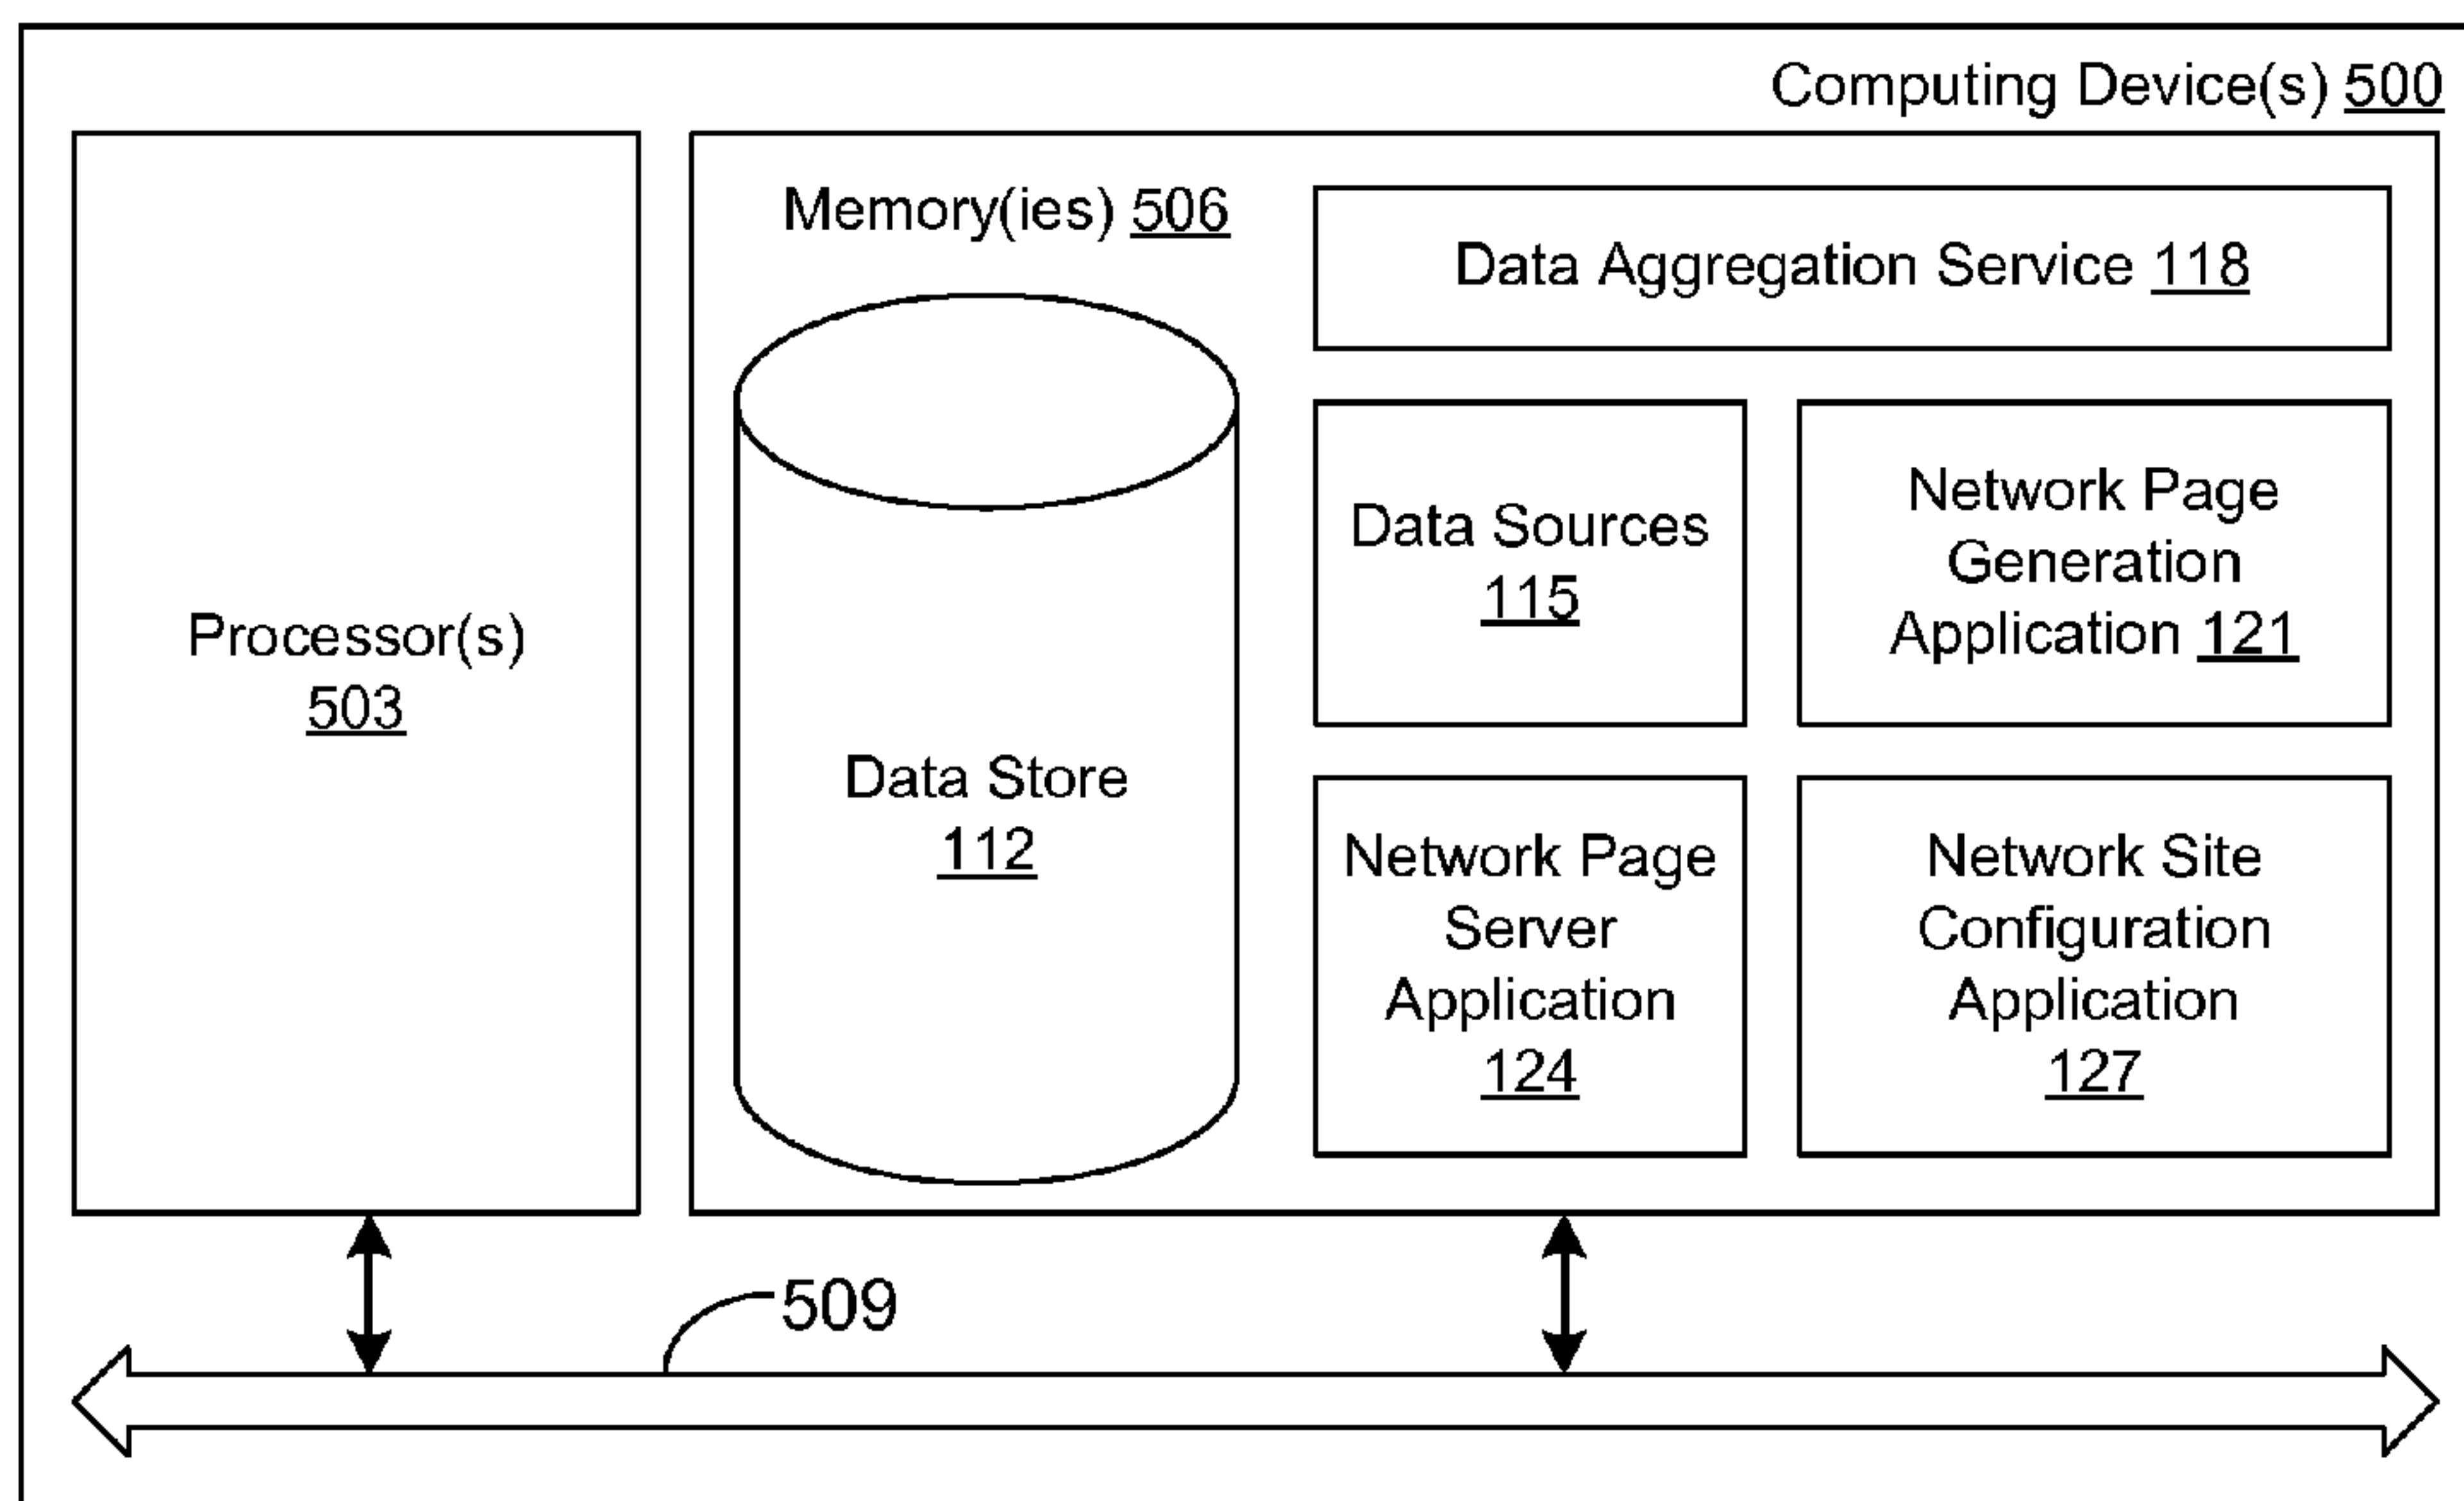 Computing Device(s) 500
Processor(s)
503
Memory(ies) 506
Data Store
112
Data Aggregation Service 118
Data Sources
115
Network Page
Generation
Application 121
Network Page
Server
Application
124
Network Site
Configuration
Application
127
509